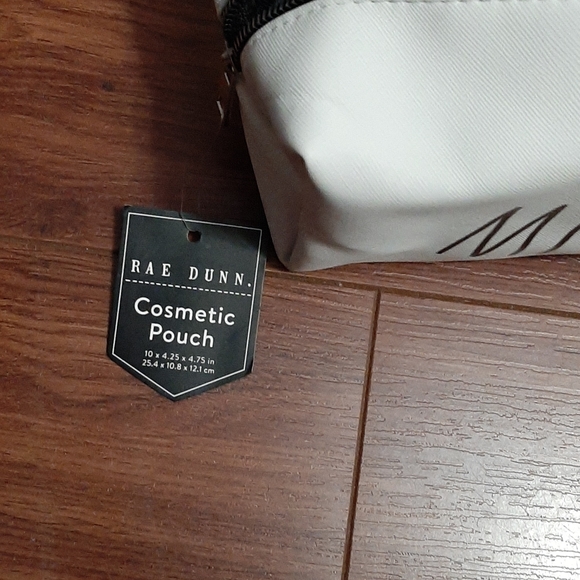 RAE DUNN.
Cosmetic
Pouch
10 x 4.25 x 4.75 in
25.4 x 10.8 x 12.1 cm